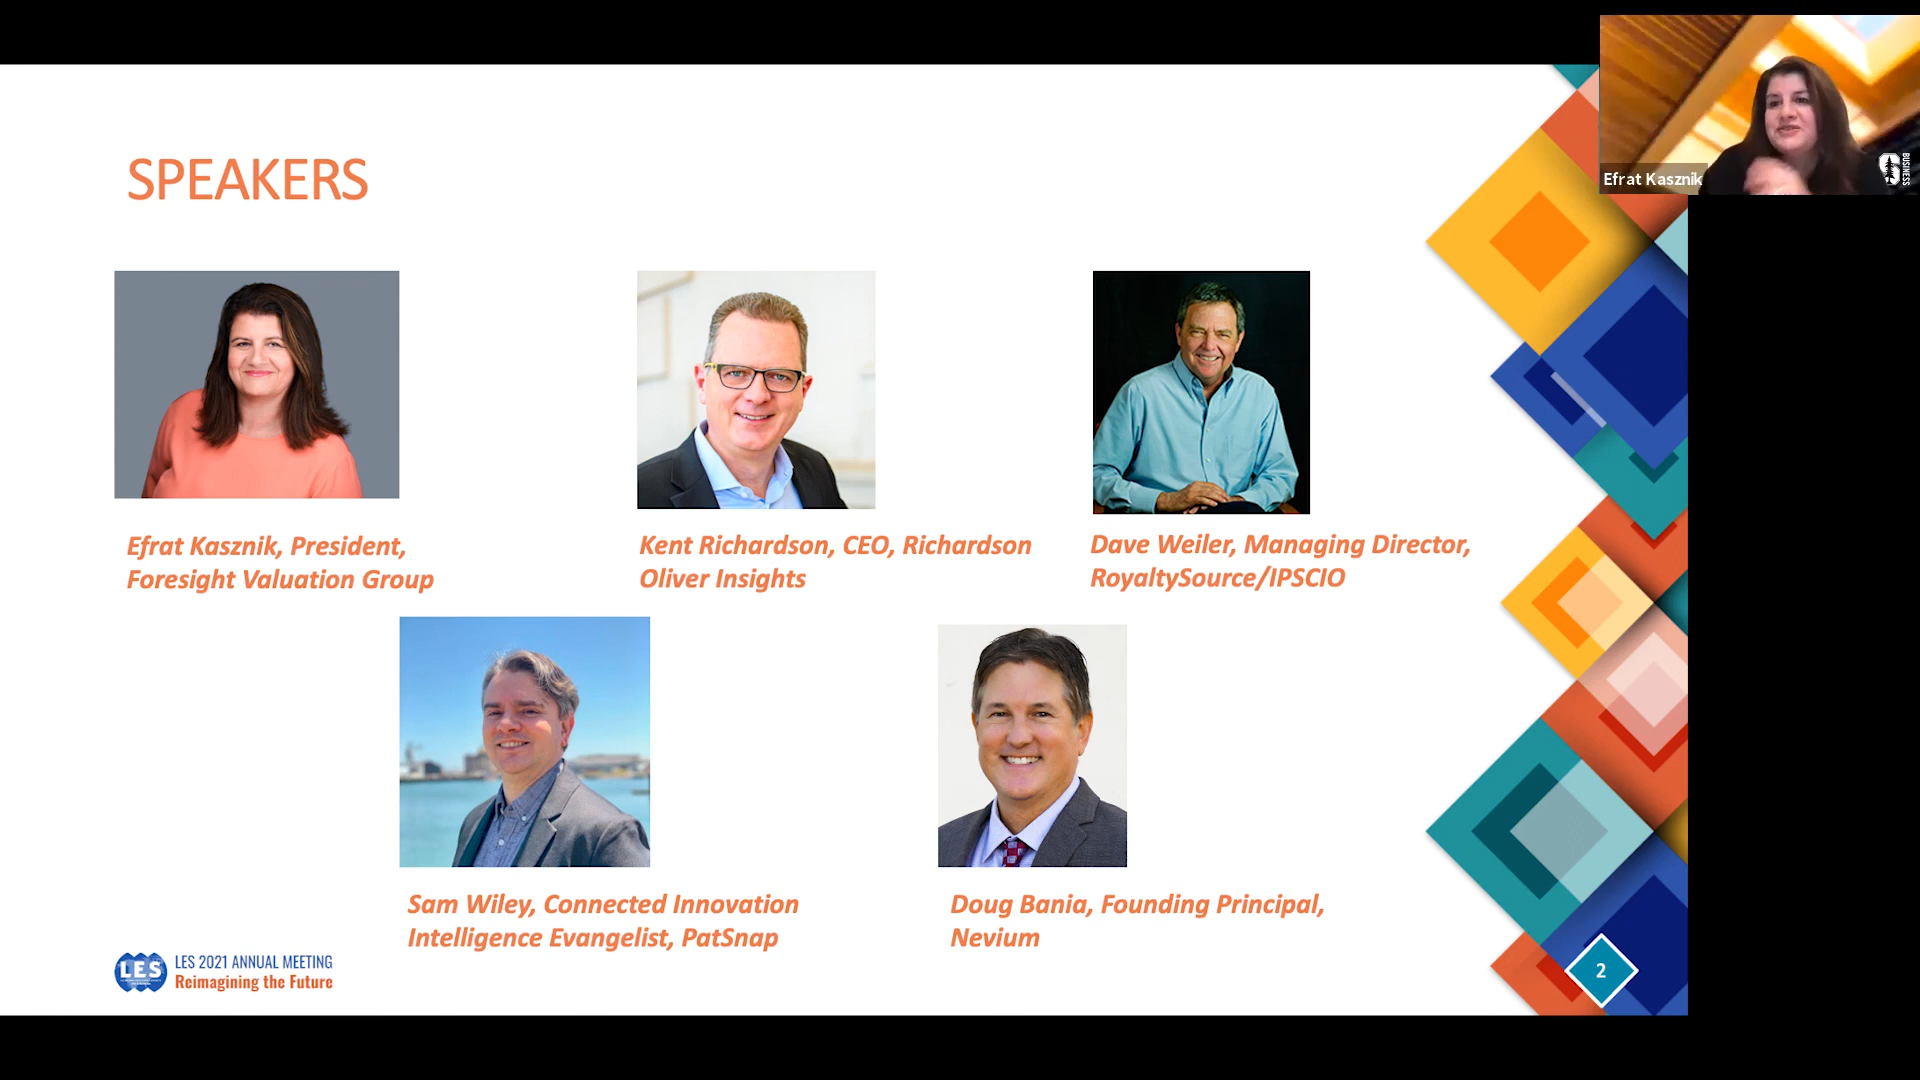 SPEAKERS
Efrat Kasznik
BUSINESS
Efrat Kasznik, President,
Foresight Valuation Group
Kent Richardson, CEO, Richardson
Oliver Insights
Dave Weiler, Managing Director,
RoyaltySource/IPSCIO
Sam Wiley, Connected Innovation
Intelligence Evangelist, PatSnap
Doug Bania, Founding Principal,
Nevium
LES
LES 2021 ANNUAL MEETING
Reimagining the Future
2